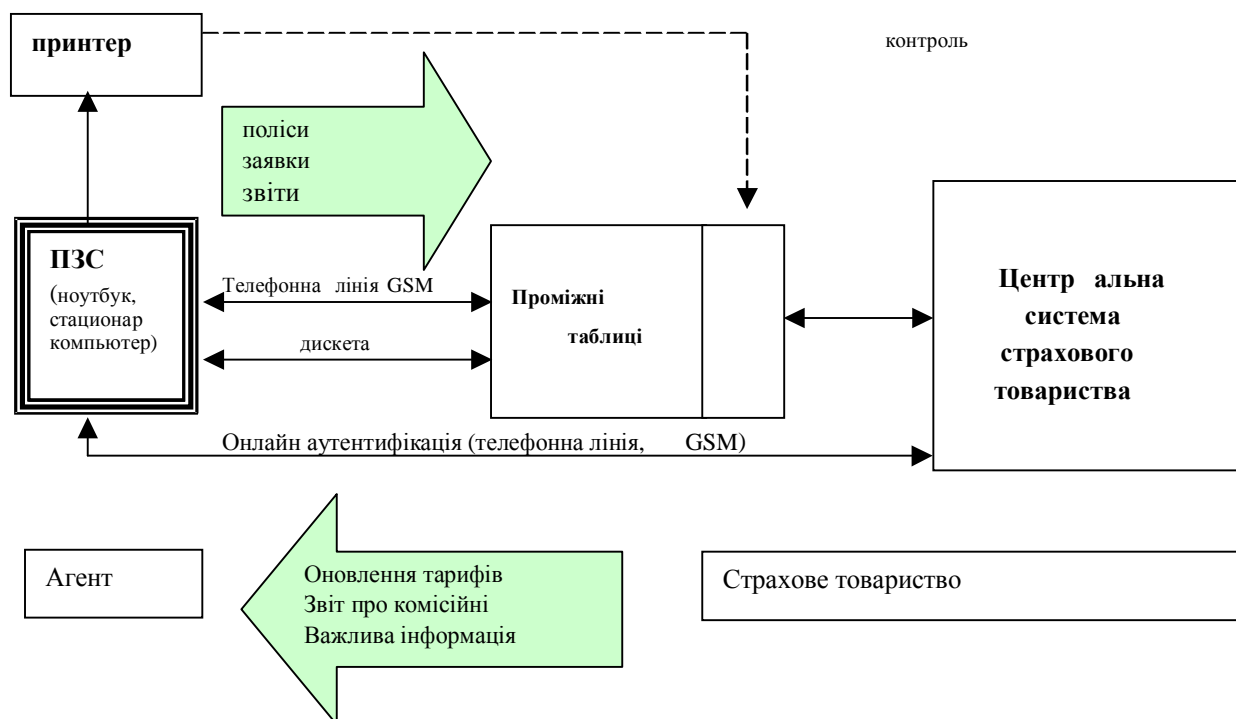 принтер
контроль
поліси
заявки
звіти
ПЗС
(ноутбук,
стационар
компьютер)
Телефонна лінія GSM
дискета
Проміжні
таблиці
Центр альна
система
страхового
товариства
Онлайн аутентифікація (телефонна лінія, GSM)
Агент
Оновлення тарифів
Звіт про комісійні
Важлива інформація
Страхове товариство